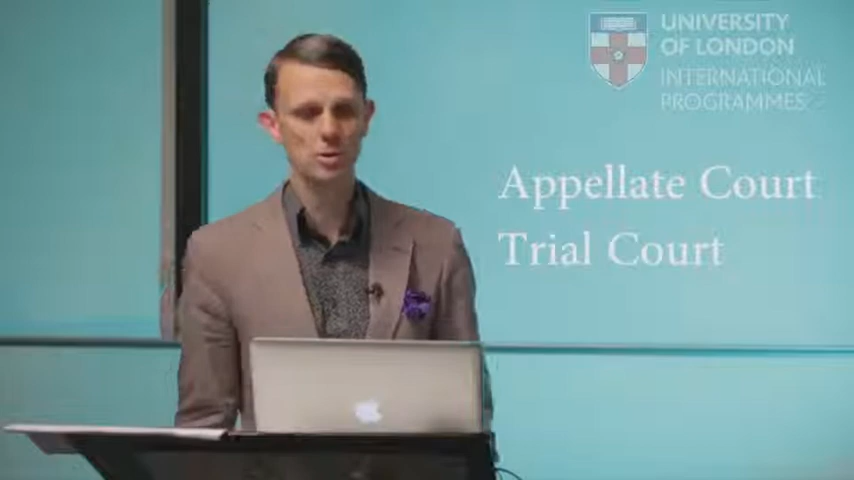 UNIVERSITY
OF LONDON
INTERNATIONAL
PROGRAMMES
Appellate Court
Trial Court